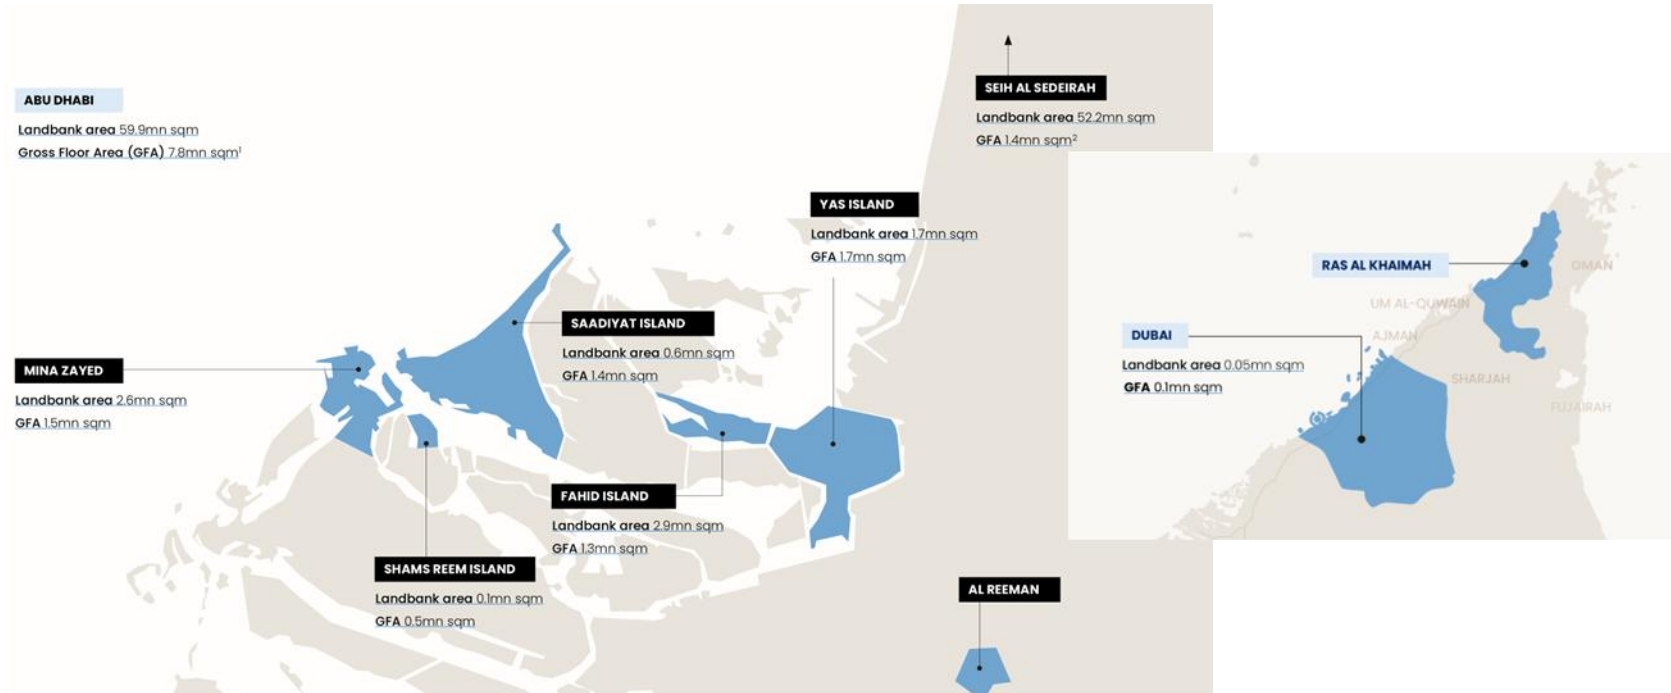 ABU DHABI
Landbank area 59.9mn sqm
Gross Floor Area (GFA) 7.8mn sqm¹
SEIH AL SEDEIRAH
Landbank area 52.2mn sqm
GFA 1.4mn sqm²
YAS ISLAND
Landbank area 1.7mn sqm
GFA 1.7mn sqm
SAADIYAT ISLAND
Landbank area 0.6mn sqm
GFA 1.4mn sqm
MINA ZAYED
Landbank area 2.6mn sqm
GFA 1.5mn sqm
FAHID ISLAND
Landbank area 2.9mn sqm
GFA 1.3mn sqm
SHAMS REEM ISLAND
Landbank area 0.1mn sqm
GFA 0.5mn sqm
AL REEMAN
RAS AL KHAIMAH
OMAN
UM AL-QUWAIN
DUBAI
Landbank area 0.05mn sqm
GFA 0.1mn sqm
AJMAN
SHARJAH
FUJAIRAH